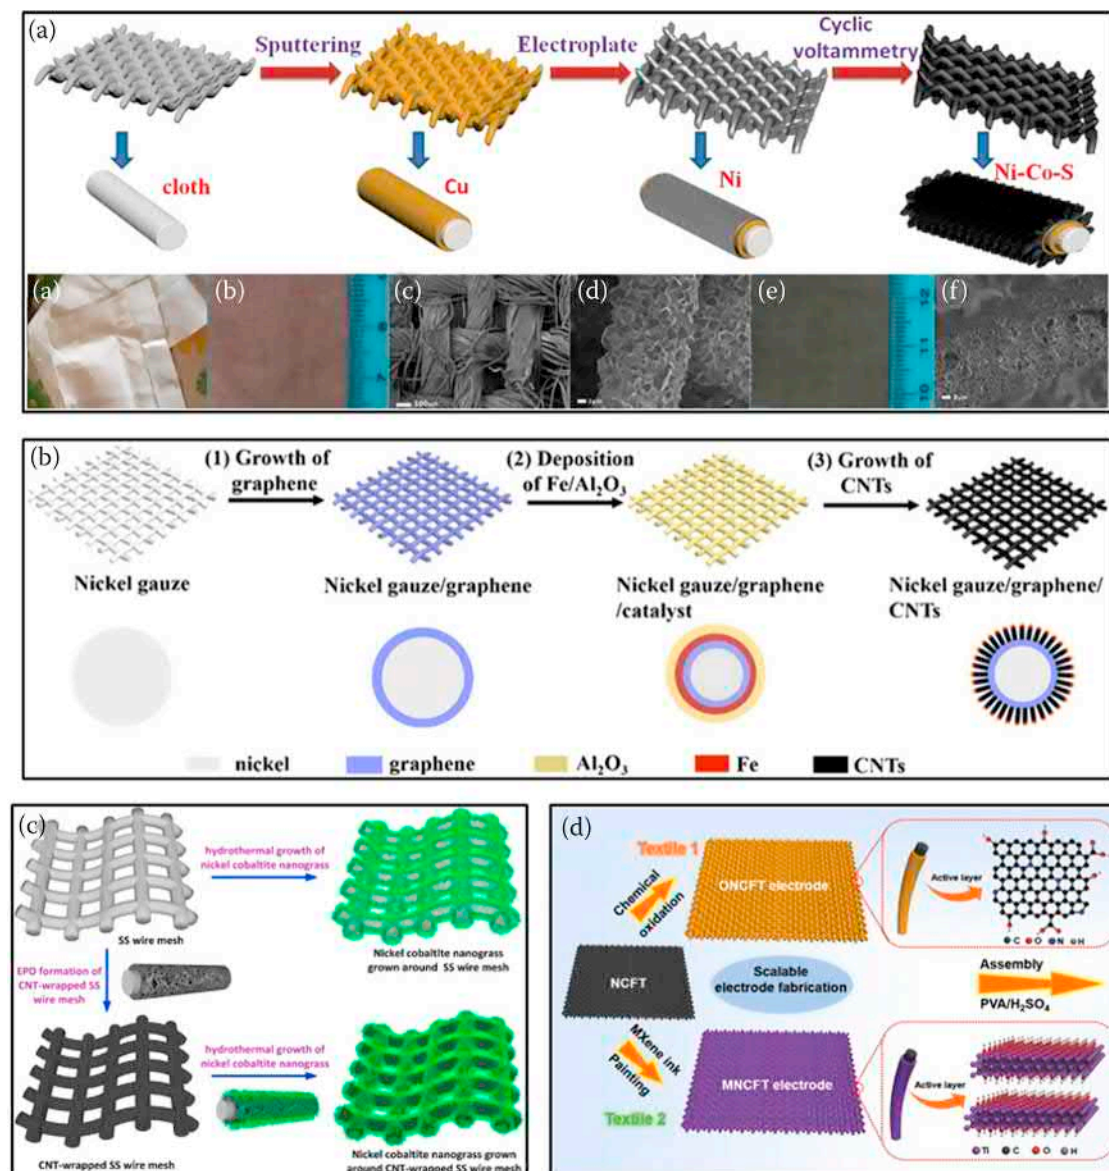 (a)
Sputtering
Electroplate
Cyclic
voltammetry
cloth
Cu
Ni
Ni-Co-S
(a)
(b)
(c)
(d)
(e)
(f)
(b)
(1) Growth of
graphene
(2) Deposition
of Fe/Al₂O₃
(3) Growth of
CNTs
Nickel gauze
Nickel gauze/graphene
Nickel gauze/graphene
/catalyst
Nickel gauze/graphene/
CNTs
nickel
graphene
Al₂O₃
Fe
CNTs
(c)
hydrothermal growth of
nickel cobaltite nanograss
SS wire mesh
Nickel cobaltite nanograss
grown around SS wire mesh
EPD formation of
CNT-wrapped SS
wire mesh
hydrothermal growth of
nickel cobaltite nanograss
CNT-wrapped SS wire mesh
Nickel cobaltite nanograss grown
around CNT-wrapped SS wire mesh
(d)
Textile 1
Chemical
oxidation
ONCFT electrode
Active layer
C O N H
NCFT
Scalable
electrode fabrication
Assembly
PVA/H₂SO₄
MXene ink
Painting
MNCFT electrode
Active layer
Textile 2
Ti C O H